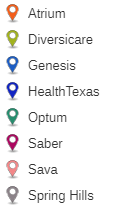 Atrium
Diversicare
Genesis
HealthTexas
Optum
Saber
Sava
Spring Hills